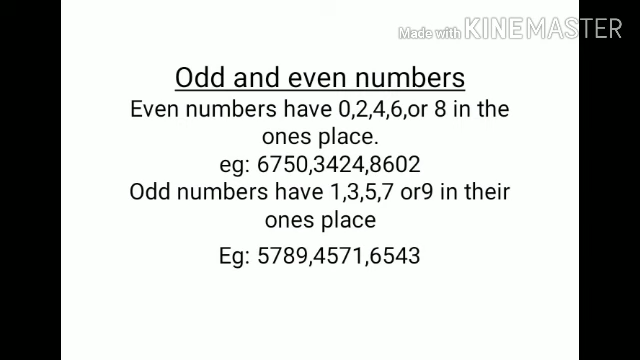 Made with KINEMASTER
Odd and even numbers
Even numbers have 0,2,4,6,or 8 in the
ones place.
eg: 6750,3424,8602
Odd numbers have 1,3,5,7 or9 in their
ones place
Eg: 5789,4571,6543